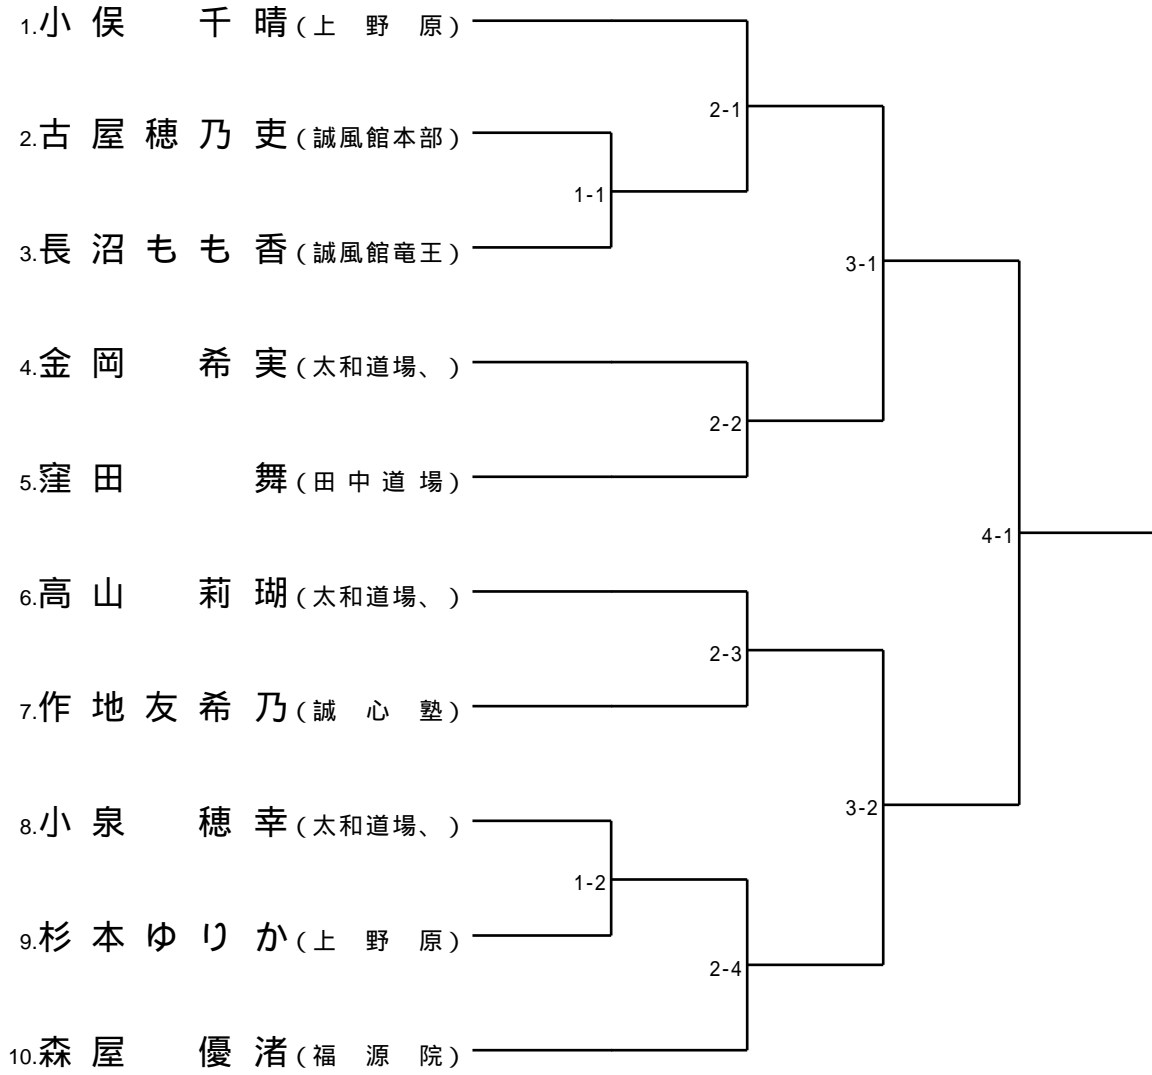 1.小俣 千晴(上野原)
2-1
2.古屋穂乃吏(誠風館本部)
1-1
3.長沼もも香(誠風館竜王)
3-1
4.金岡 希実(太和道場、)
2-2
5.窪田 舞(田中道場)
4-1
6.高山 莉瑚(太和道場、)
2-3
7.作地友希乃(誠心塾)
3-2
8.小泉 穂幸(太和道場、)
1-2
9.杉本ゆりか(上野原)
2-4
10.森屋 優渚(福源院)